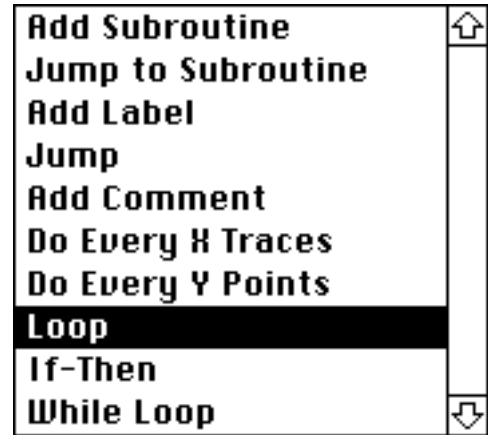 Add Subroutine
Jump to Subroutine
Add Label
Jump
Add Comment
Do Every X Traces
Do Every Y Points
Loop
If-Then
While Loop